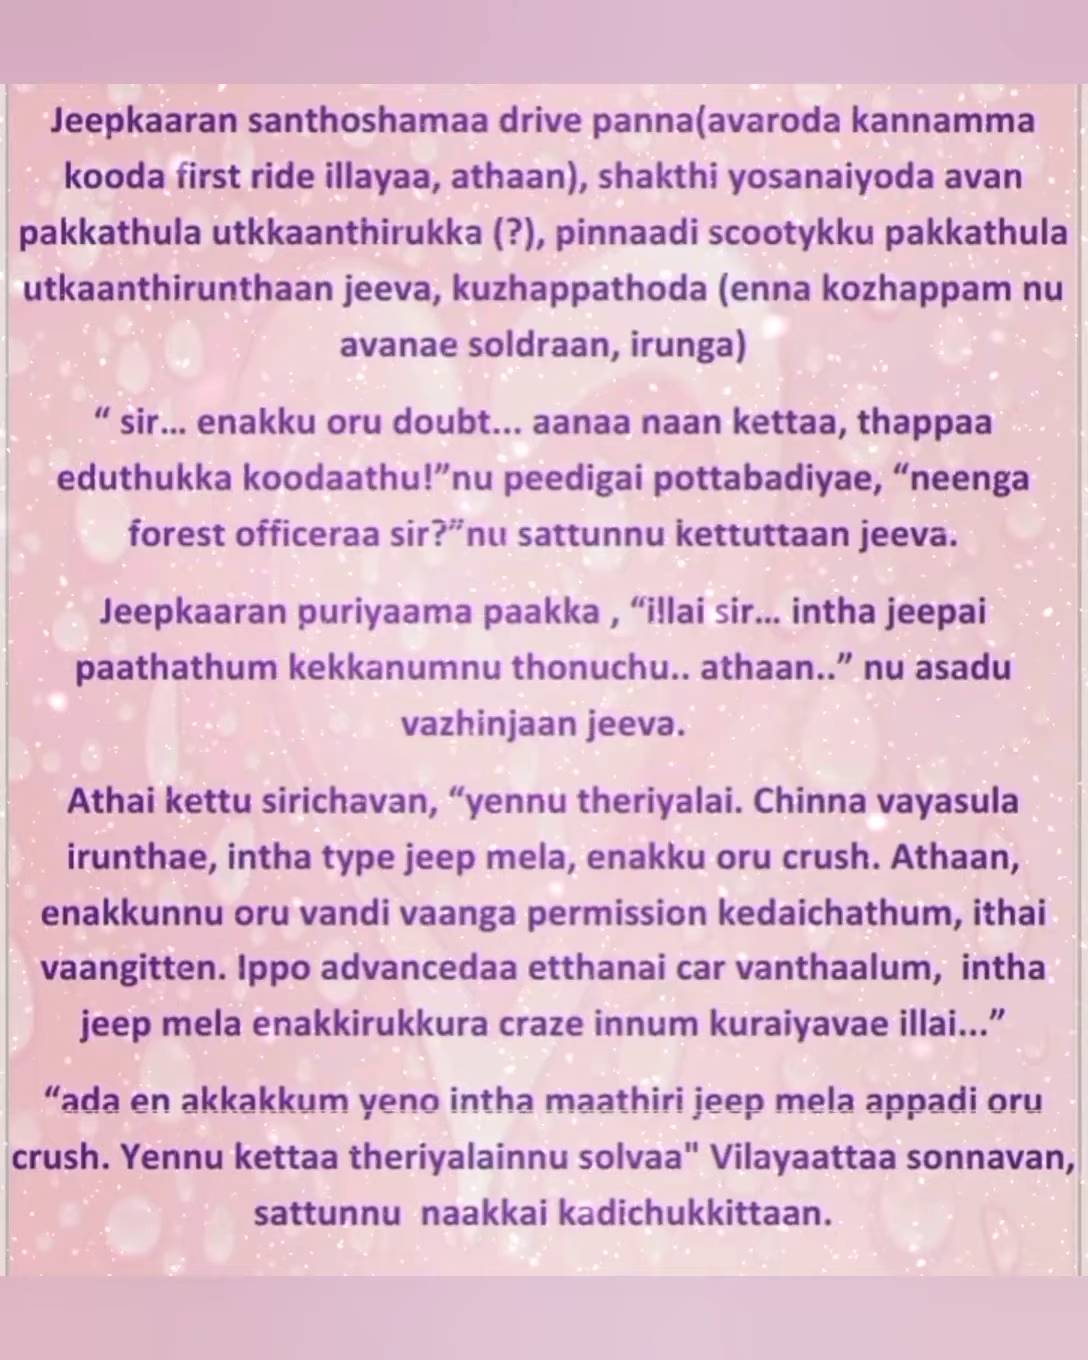 Jeepkaaran santhoshamaa drive panna(avaroda kannamma
kooda first ride illayaa, athaan), shakthi yosanaiyoda avan
pakkathula utkkaanthirukka (?), pinnaadi scootykku pakkathula
utkaanthirunthaan jeeva, kuzhappathoda (enna kozhappam nu
avanae soldraan, irunga)
“ sir... enakku oru doubt... aanaa naan kettaa, thappaa
eduthukka koodaathu!”nu peedigai pottabadiyae, “neenga
forest officeraa sir?”nu sattunnu kettuttaan jeeva.
Jeepkaaran puriyaama paakka , “illai sir... intha jeepai
paathathum kekkanumnu thonuchu.. athaan..” nu asadu
vazhinjaan jeeva.
Athai kettu sirichavan, “yennu theriyalai. Chinna vayasula
irunthae, intha type jeep mela, enakku oru crush. Athaan,
enakkunnu oru vandi vaanga permission kedaichathum, ithai
vaangitten. Ippo advancedaa etthanai car vanthaalum,  intha
jeep mela enakkirukkura craze innum kuraiyavae illai...”
“ada en akkakkum yeno intha maathiri jeep mela appadi oru
crush. Yennu kettaa theriyalainnu solvaa" Vilayaattaa sonnavan,
sattunnu  naakkai kadichukkittaan.